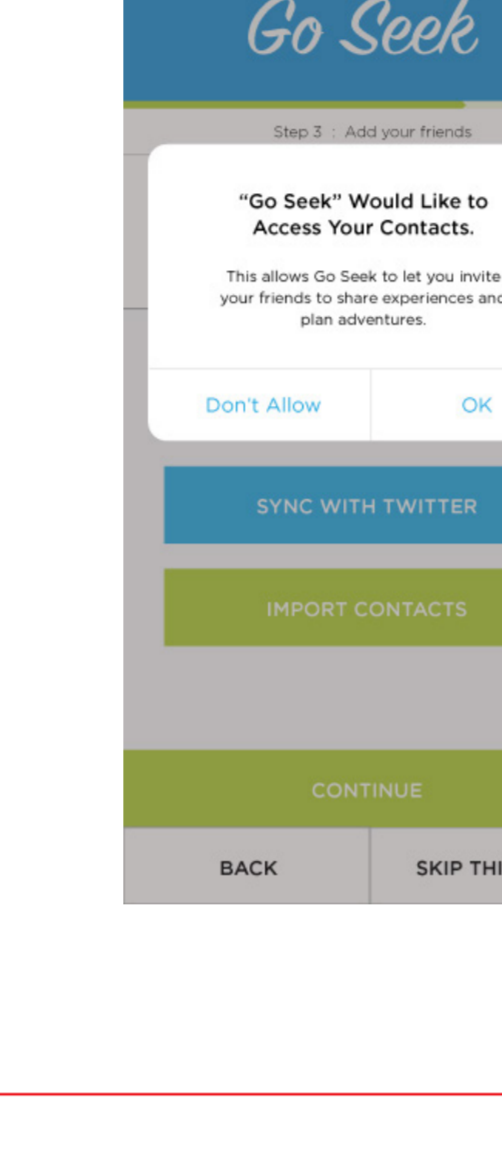 Go Seek
Step 3 : Add your friends
“Go Seek” Would Like to
Access Your Contacts.
This allows Go Seek to let you invite
your friends to share experiences and
plan adventures.
Don't Allow
OK
SYNC WITH TWITTER
IMPORT CONTACTS
CONTINUE
BACK
SKIP THI